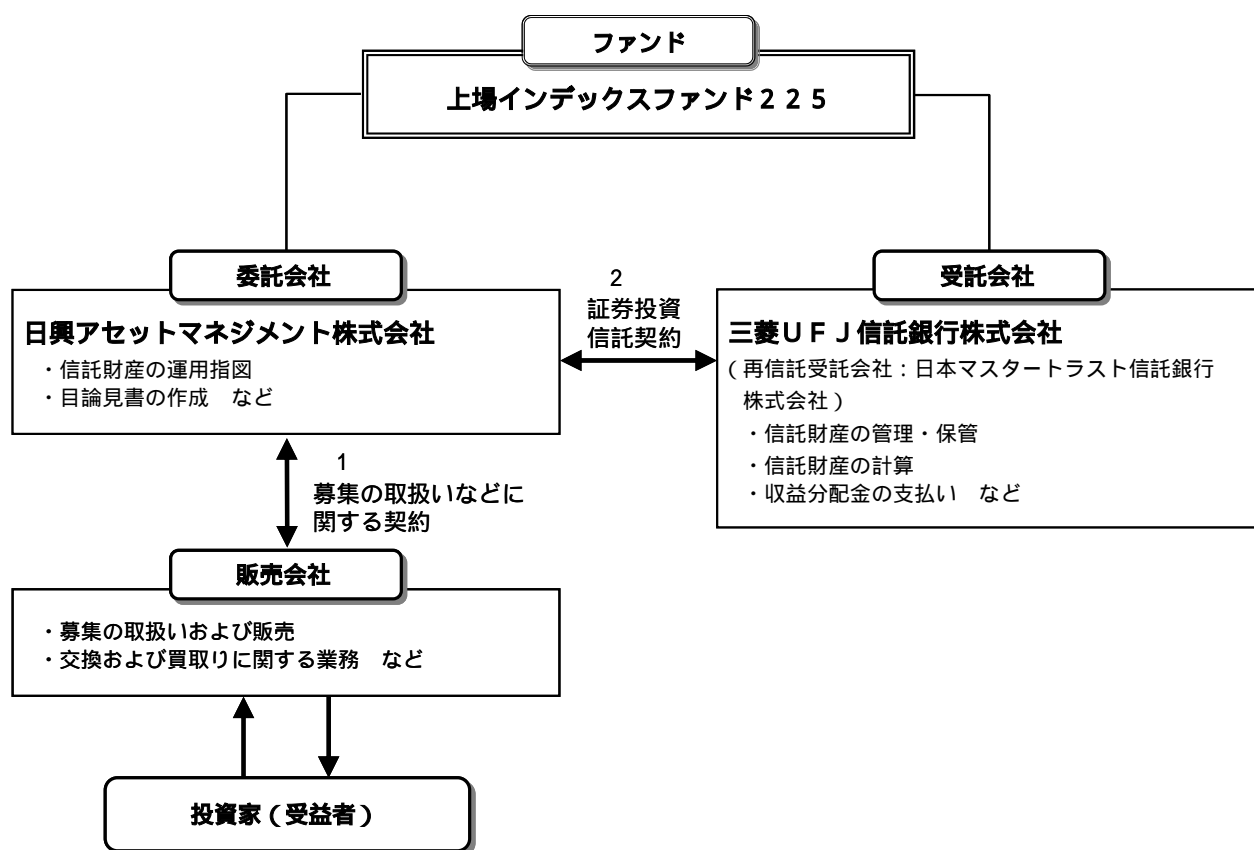 ファンド
上場インデックスファンド２２５
委託会社
日興アセットマネジメント株式会社
・信託財産の運用指図
・目論見書の作成　など
2
証券投資
信託契約
受託会社
三菱ＵＦＪ信託銀行株式会社
（再信託受託会社：日本マスタートラスト信託銀行
株式会社）
・信託財産の管理・保管
・信託財産の計算
・収益分配金の支払い　など
1
募集の取扱いなどに
関する契約
販売会社
・募集の取扱いおよび販売
・交換および買取りに関する業務　など
投資家（受益者）